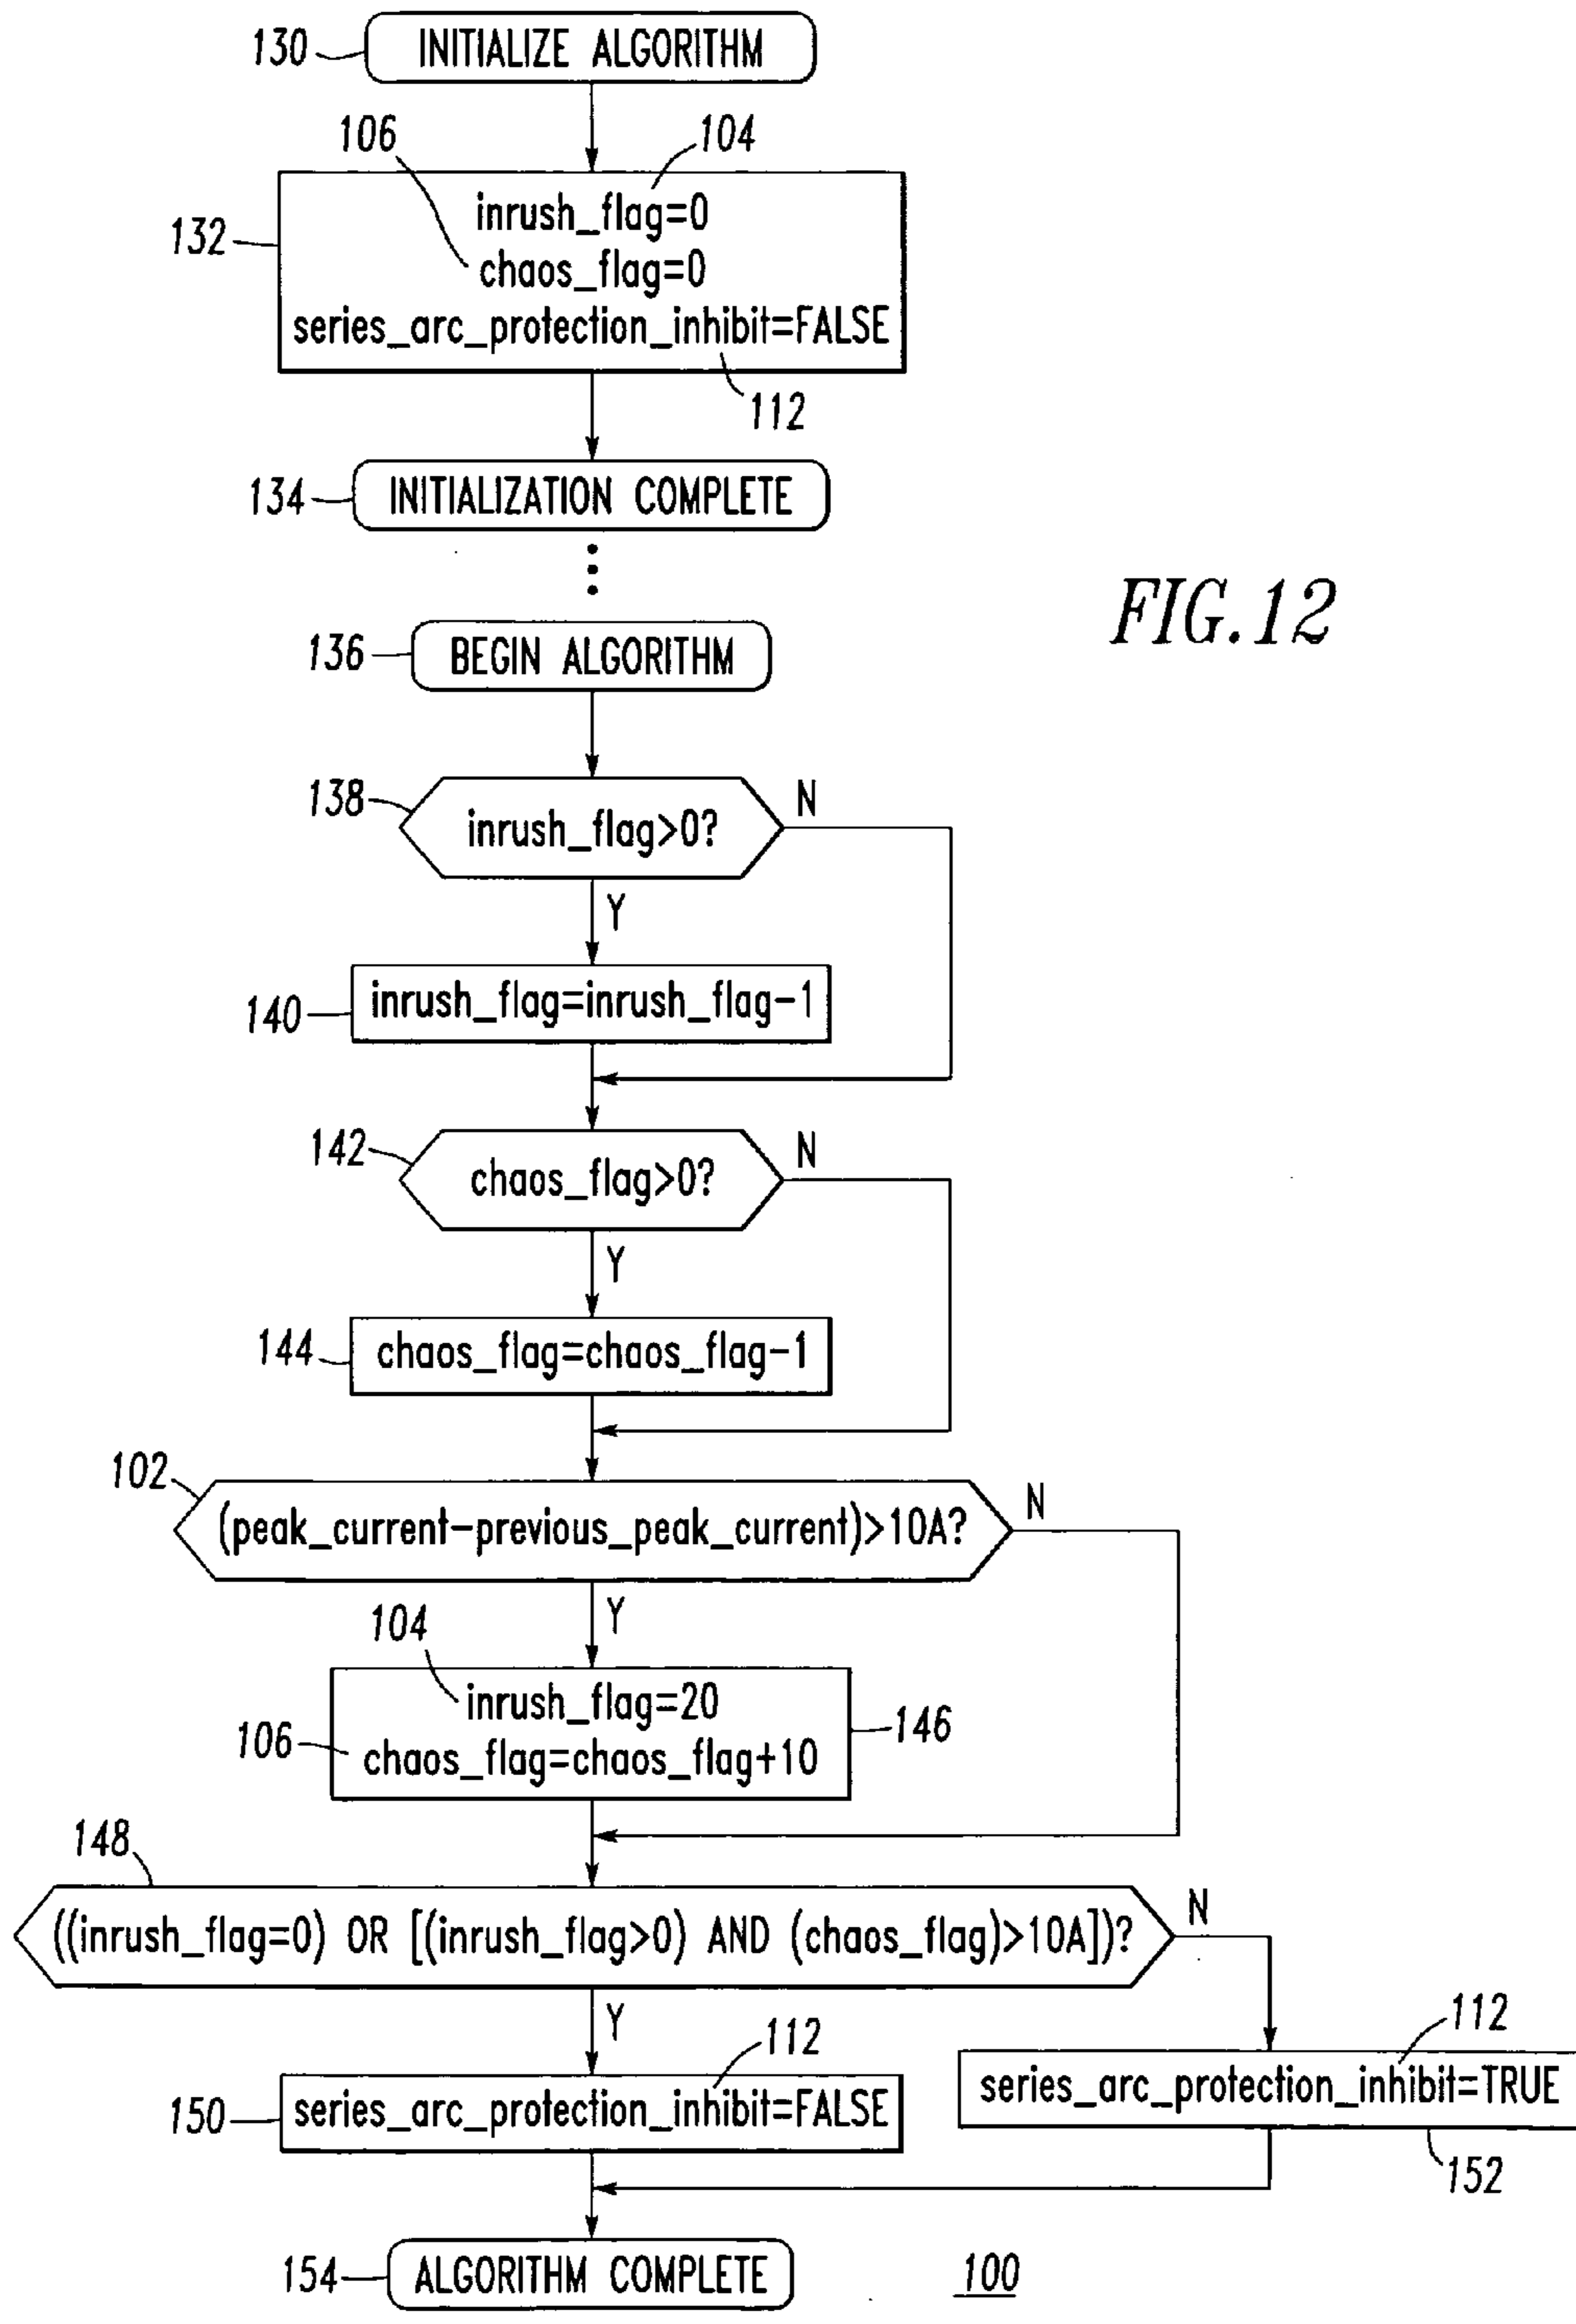 130
INITIALIZE ALGORITHM
106
104
132
inrush_flag=0
chaos_flag=0
series_arc_protection_inhibit=FALSE
112
134
INITIALIZATION COMPLETE
FIG.12
136
BEGIN ALGORITHM
138
inrush_flag>0?
N
Y
140
inrush_flag=inrush_flag-1
142
chaos_flag>0?
N
Y
144
chaos_flag=chaos_flag-1
102
(peak_current-previous_peak_current)>10A?
N
Y
104
inrush_flag=20
106
chaos_flag=chaos_flag+10
146
148
((inrush_flag=0) OR [(inrush_flag>0) AND (chaos_flag)>10A])?
N
Y
112
150
series_arc_protection_inhibit=FALSE
112
series_arc_protection_inhibit=TRUE
152
154
ALGORITHM COMPLETE
100